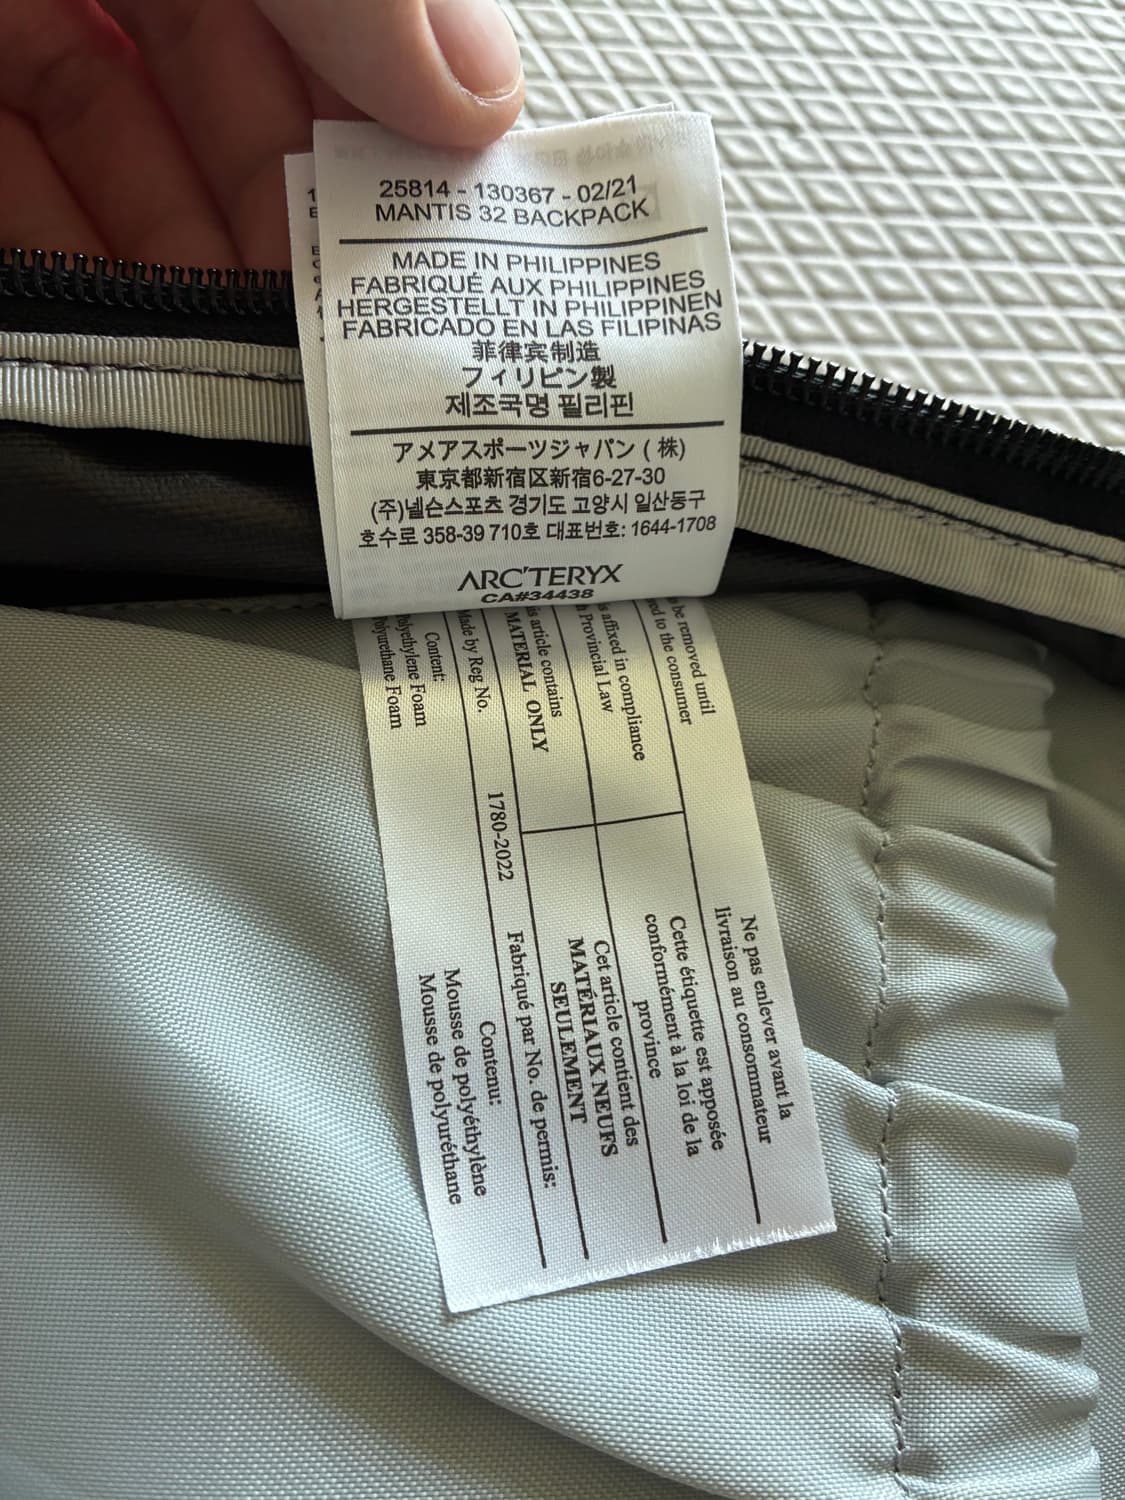 25814 - 130367 - 02/21
MANTIS 32 BACKPACK
MADE IN PHILIPPINES
FABRIQUÉ AUX PHILIPPINES
HERGESTELLT IN PHILIPPINEN
FABRICADO EN LAS FILIPINAS
菲律宾制造
フィリピン製
제조국명 필리핀
アメアスポーツジャパン ( 株)
東京都新宿区新宿6-27-30
(주)넬슨스포츠 경기도 고양시 일산동구
호수로 358-39 710호 대표번호: 1644-1708
ARC'TERYX
CA#34438
be removed until
to the consumer
affixed in compliance
Provincial Law
article contains
MATERIAL ONLY
Made by Reg No. 1780-2022
Content:
Polyethylene Foam
Polyurethane Foam
Ne pas enlever avant la
livraison au consommateur
Cette étiquette est apposée
conformément à la loi de la
province
Cet article contient des
MATÉRIAUX NEUFS
SEULEMENT
Fabriqué par No. de permis:
Contenu:
Mousse de polyéthylène
Mousse de polyuréthane